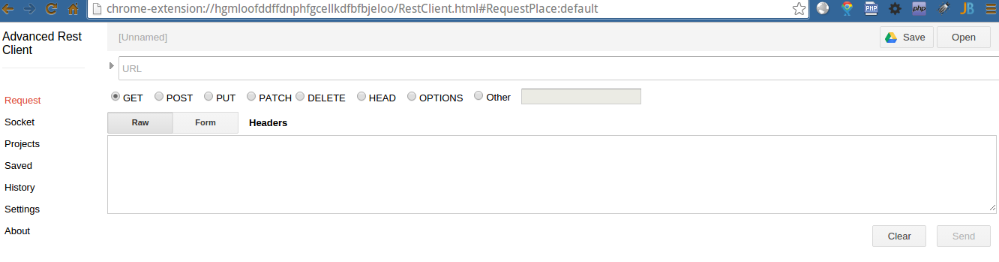 chrome-extension://hgmloofddffdnphfgcellkdfbfbjeloo/RestClient.html#RequestPlace:default
PHP
php
JB
Advanced Rest
Client
[Unnamed]
Save
Open
URL
GET POST PUT PATCH DELETE HEAD OPTIONS Other
Raw Form Headers
Request
Socket
Projects
Saved
History
Settings
About
Clear
Send